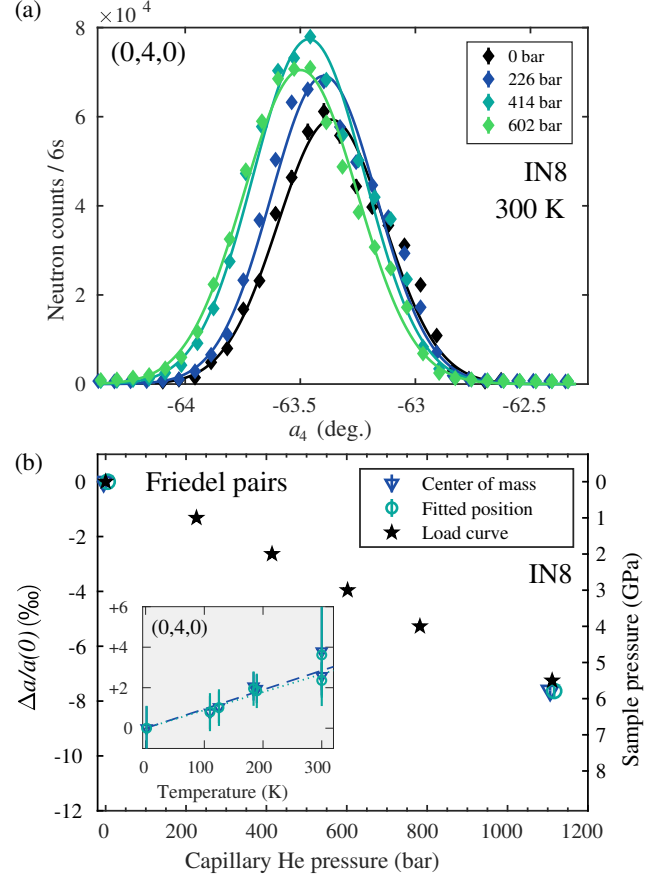 (a)
× 10⁴
(0,4,0)
8
6
4
2
0
Neutron counts / 6s
0 bar
226 bar
414 bar
602 bar
IN8
300 K
-64 -63.5 -63 -62.5
a₄ (deg.)
(b)
Friedel pairs
Center of mass
Fitted position
Load curve
IN8
0
-2
-4
-6
-8
-10
-12
Δa/a(0) (‰)
(0,4,0)
+6
+4
+2
0
0 100 200 300
Temperature (K)
0
1
2
3
4
5
6
7
8
Sample pressure (GPa)
0 200 400 600 800 1000 1200
Capillary He pressure (bar)